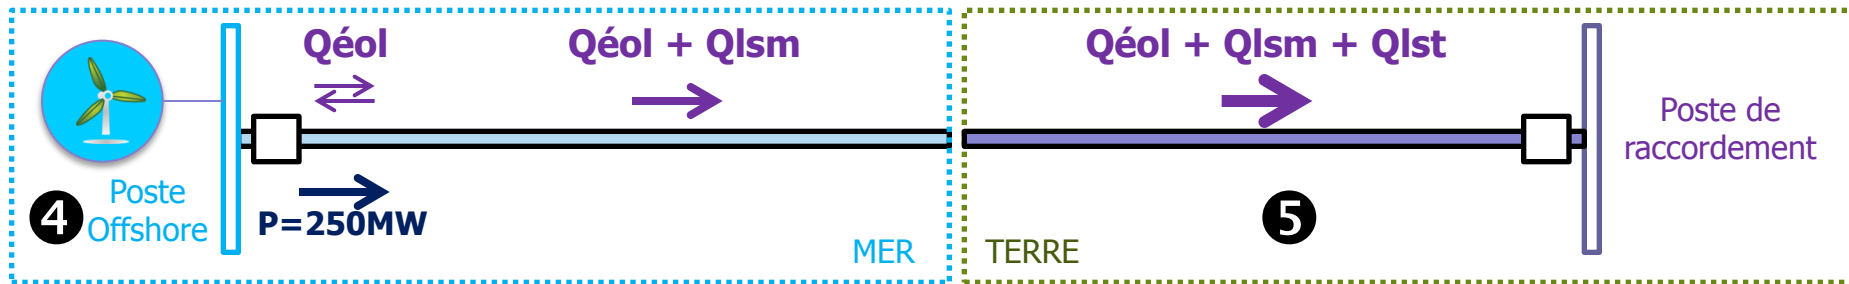 Qéol
Qéol + Qlsm
Qéol + Qlsm + Qlst
Poste de
raccordement
4
Poste
Offshore
P=250MW
MER
TERRE
5